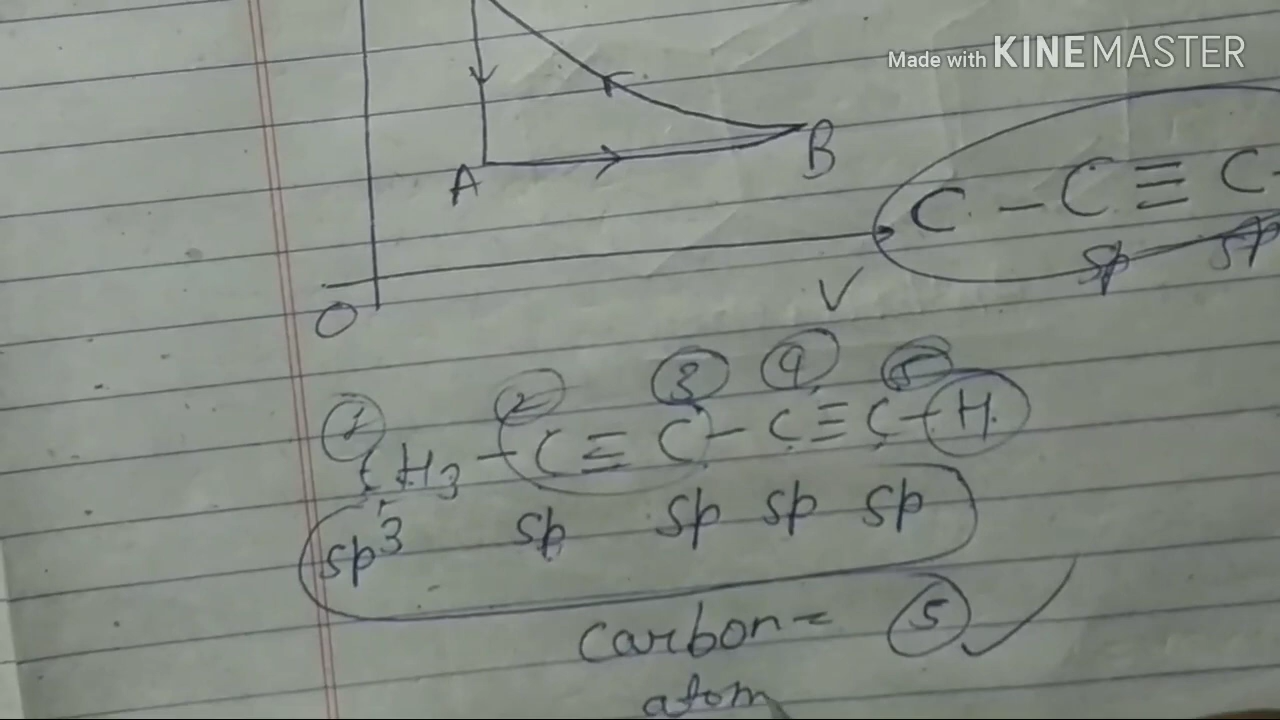 Made with KINEMASTER
A B
C - C ≡ C -
sp sp
O V
1 2 3 4 5
CH3 - C ≡ C - C ≡ C - H
sp3 sp sp sp sp
Carbon = 5
atom